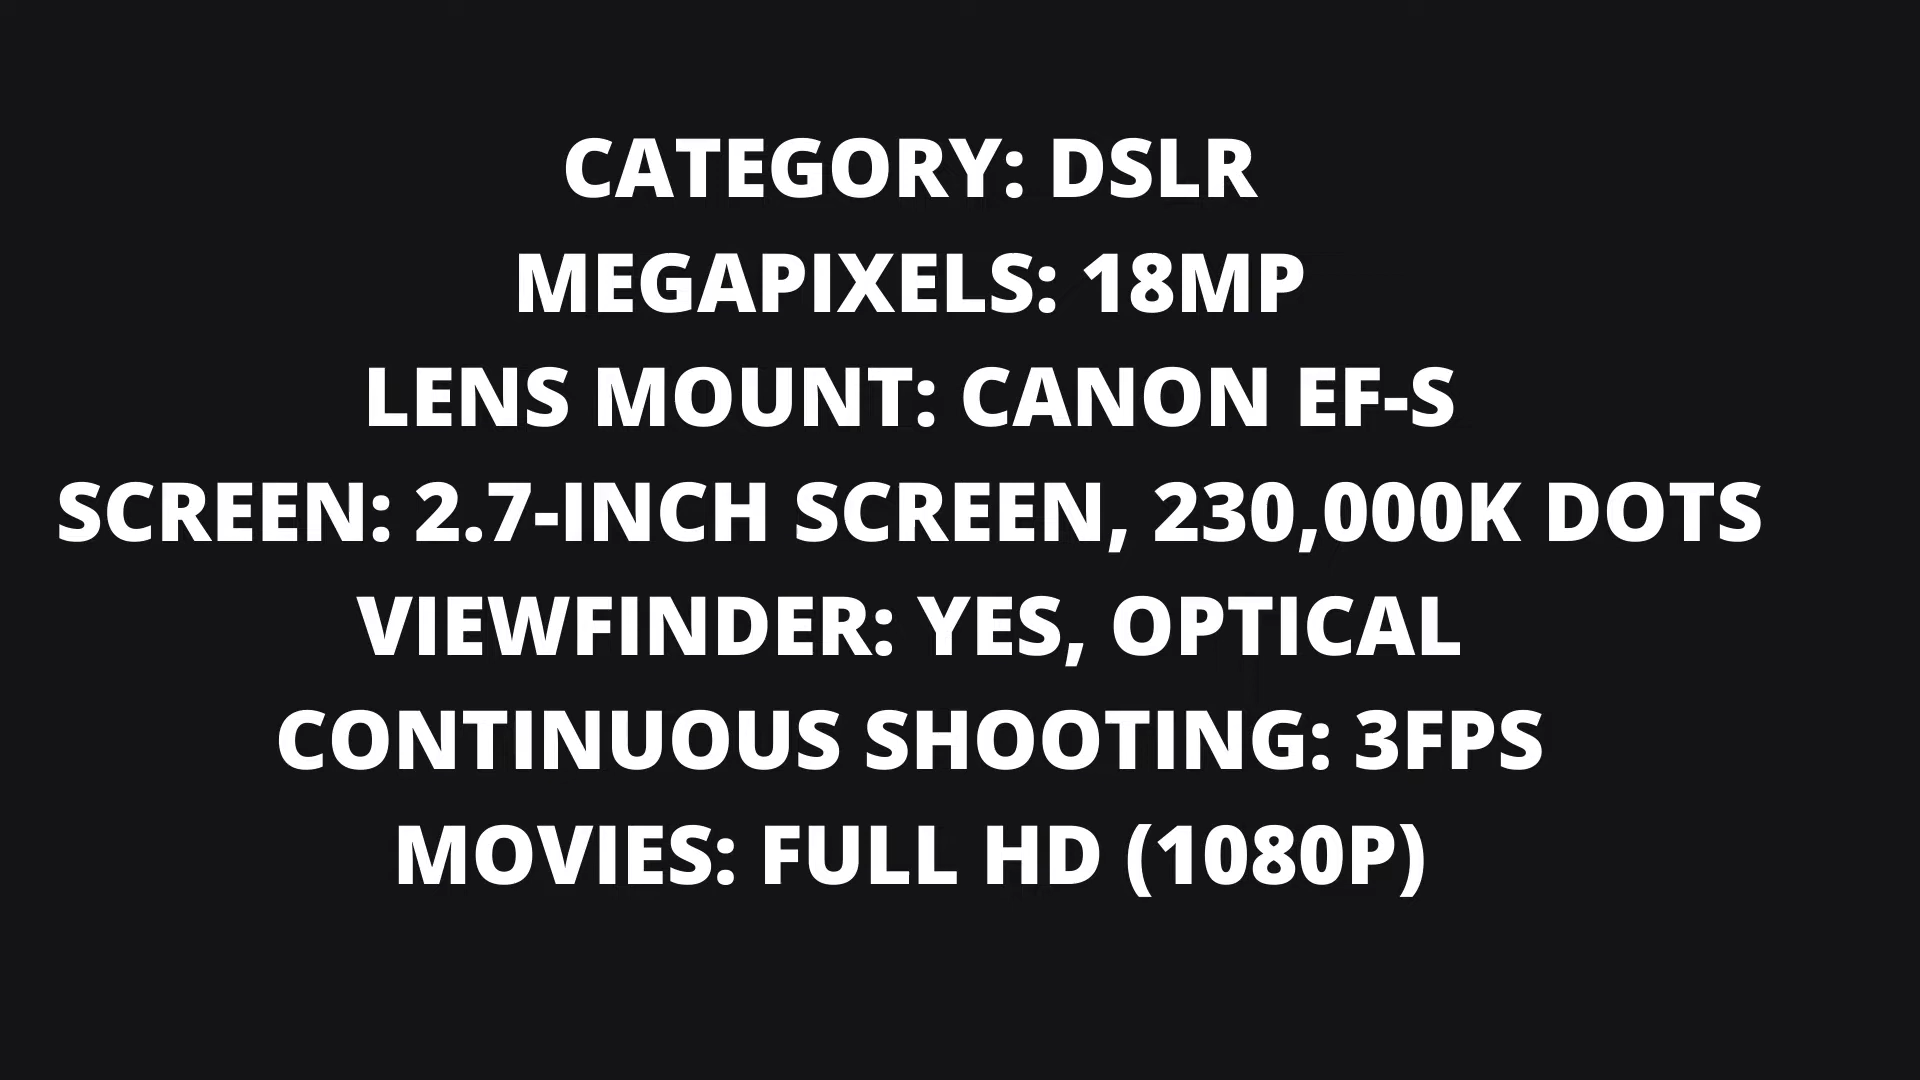 CATEGORY: DSLR
MEGAPIXELS: 18MP
LENS MOUNT: CANON EF-S
SCREEN: 2.7-INCH SCREEN, 230,000K DOTS
VIEWFINDER: YES, OPTICAL
CONTINUOUS SHOOTING: 3FPS
MOVIES: FULL HD (1080P)